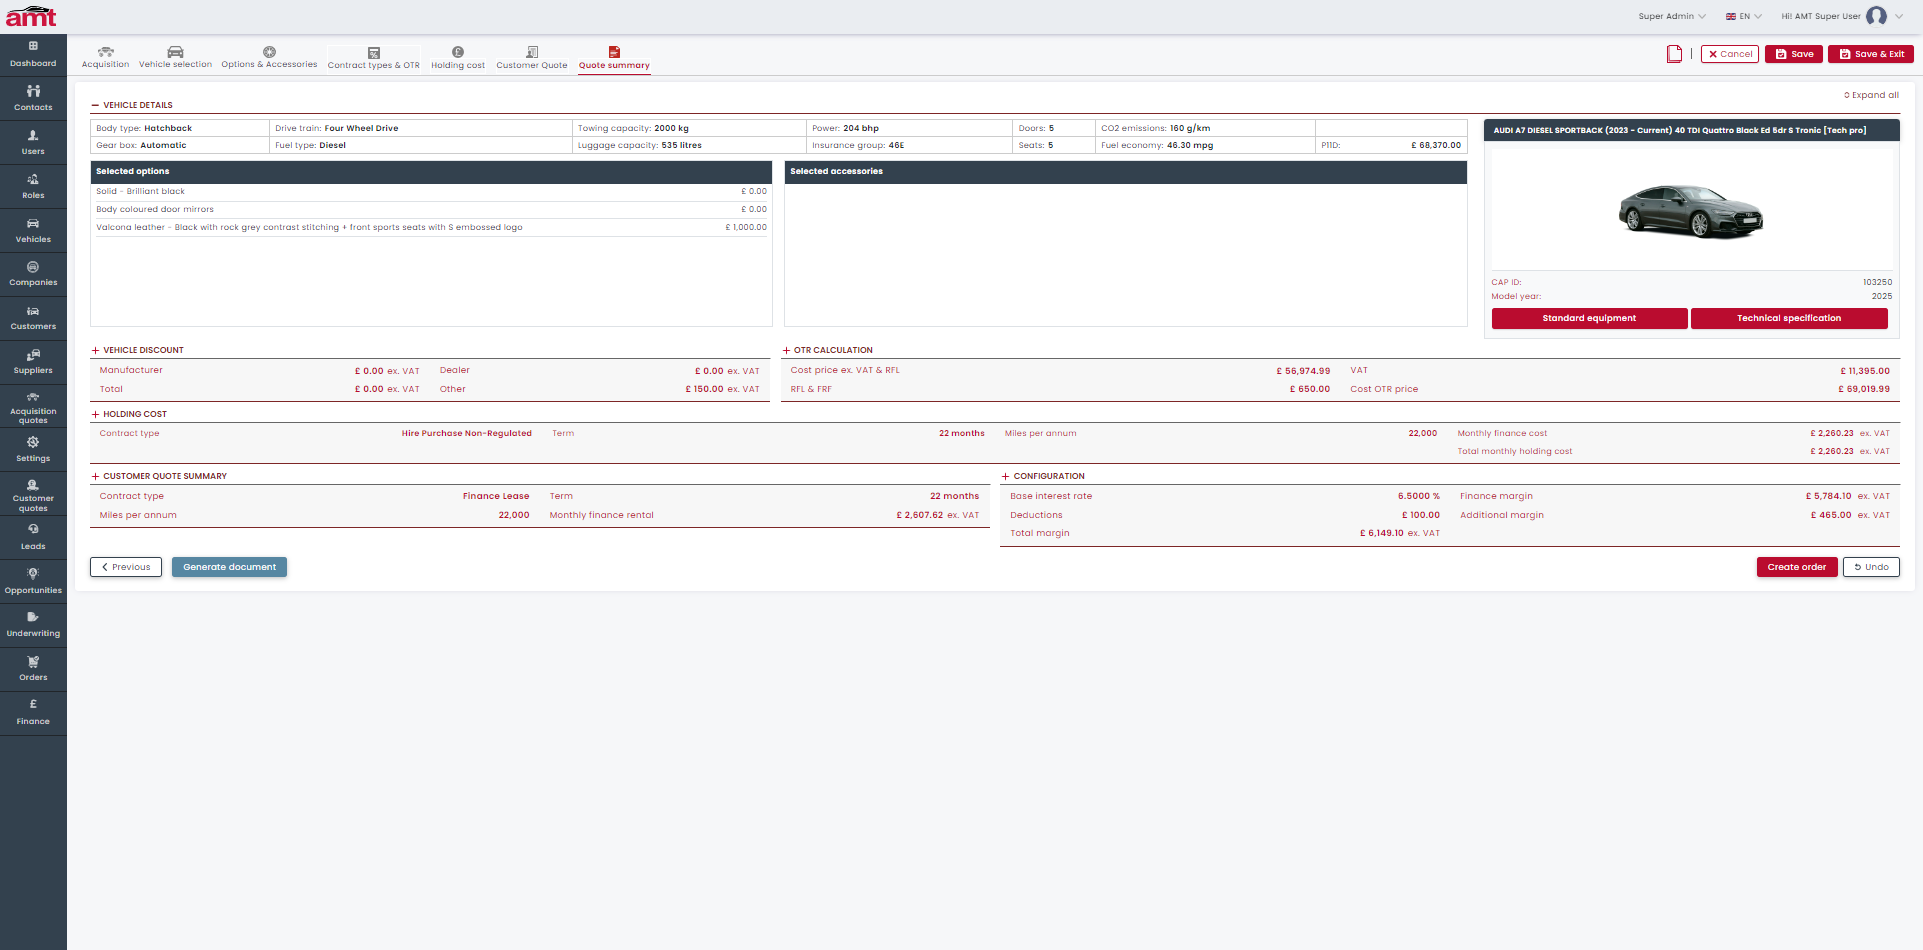 amt
Super Admin
EN
Hi! AMT Super User
Dashboard
Contacts
Users
Roles
Vehicles
Companies
Customers
Suppliers
Acquisition
quotes
Settings
Customer
quotes
Leads
Opportunities
Underwriting
Orders
Finance
Acquisition
Vehicle selection
Options & Accessories
Contract types & OTR
Holding cost
Customer Quote
Quote summary
Cancel
Save
Save & Exit
Expand all
VEHICLE DETAILS
Body type: Hatchback
Drive train: Four Wheel Drive
Towing capacity: 2000 kg
Power: 204 bhp
Doors: 5
CO2 emissions: 160 g/km
Gear box: Automatic
Fuel type: Diesel
Luggage capacity: 535 litres
Insurance group: 46E
Seats: 5
Fuel economy: 46.30 mpg
P11D: £ 68,370.00
Selected options
Solid - Brilliant black £ 0.00
Body coloured door mirrors £ 0.00
Valcona leather - Black with rock grey contrast stitching + front sports seats with S embossed logo £ 1,000.00
Selected accessories
AUDI A7 DIESEL SPORTBACK (2023 - Current) 40 TDI Quattro Black Ed 5dr S Tronic [Tech pro]
CAP ID: 103250
Model year: 2025
Standard equipment
Technical specification
VEHICLE DISCOUNT
Manufacturer £ 0.00 ex. VAT Dealer £ 0.00 ex. VAT
Total £ 0.00 ex. VAT Other £ 150.00 ex. VAT
OTR CALCULATION
Cost price ex. VAT & RFL £ 56,974.99 VAT £ 11,395.00
RFL & FRF £ 650.00 Cost OTR price £ 69,019.99
HOLDING COST
Contract type Hire Purchase Non-Regulated Term 22 months Miles per annum 22,000 Monthly finance cost £ 2,260.23 ex. VAT
Total monthly holding cost £ 2,260.23 ex. VAT
CUSTOMER QUOTE SUMMARY
Contract type Finance Lease Term 22 months
Miles per annum 22,000 Monthly finance rental £ 2,607.62 ex. VAT
CONFIGURATION
Base interest rate 6.5000 % Finance margin £ 5,784.10 ex. VAT
Deductions £ 100.00 Additional margin £ 465.00 ex. VAT
Total margin £ 6,149.10 ex. VAT
Previous
Generate document
Create order
Undo